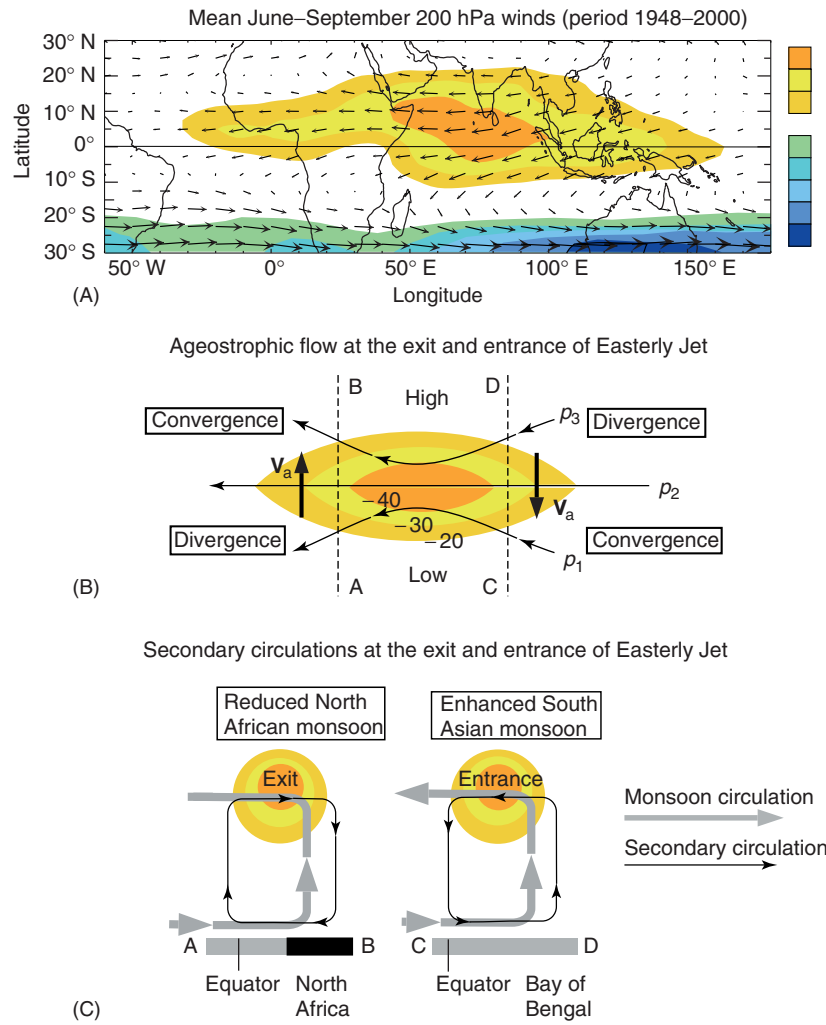 Mean June–September 200 hPa winds (period 1948–2000)
30° N
20° N
10° N
0°
10° S
20° S
30° S
Latitude
50° W 0° 50° E 100° E 150° E
Longitude
(A)
Ageostrophic flow at the exit and entrance of Easterly Jet
B D
High
Convergence
p3 Divergence
Va
p2
−40
−30
−20
Va
Divergence
Convergence
p1
Low
A C
(B)
Secondary circulations at the exit and entrance of Easterly Jet
Reduced North
African monsoon
Enhanced South
Asian monsoon
Exit
Entrance
Monsoon circulation
Secondary circulation
A B C D
Equator North
Africa
Equator Bay of
Bengal
(C)